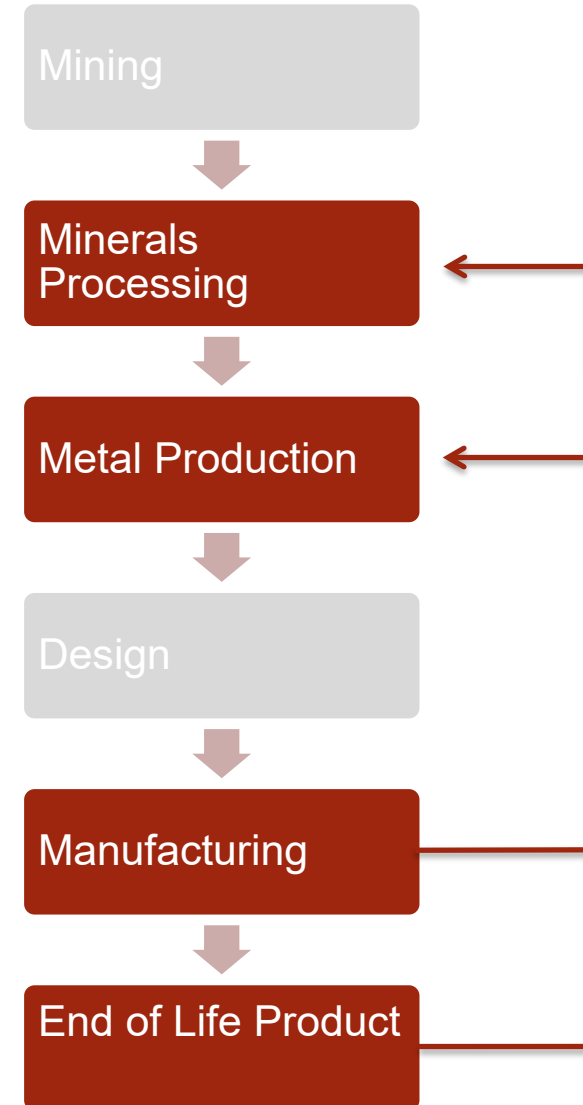 Mining
Minerals
Processing
Metal Production
Design
Manufacturing
End of Life Product